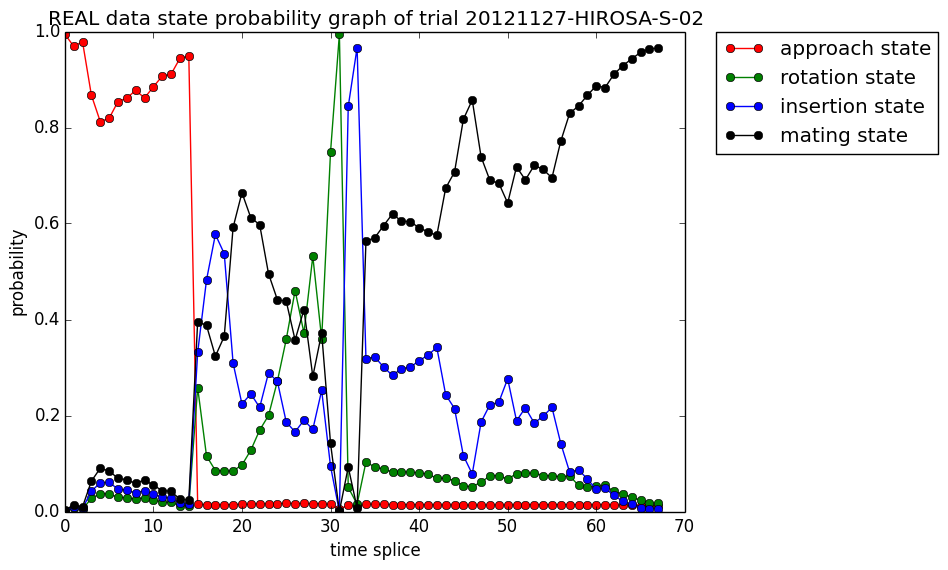 REAL data state probability graph of trial 20121127-HIROSA-S-02
1.0
0.8
0.6
0.4
0.2
0.0
probability
0 10 20 30 40 50 60 70
time splice
approach state
rotation state
insertion state
mating state